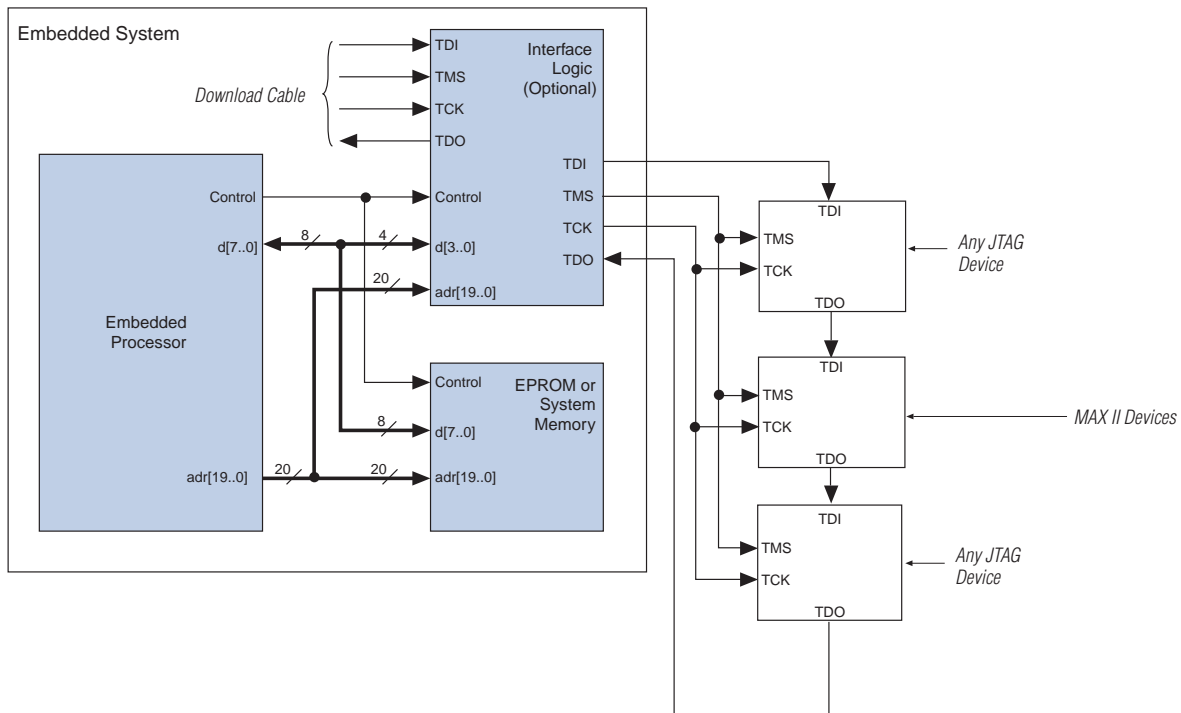 Embedded System
Download Cable
TDI
TMS
TCK
TDO
Interface
Logic
(Optional)
TDI
TMS
TCK
TDO
Control
d[3..0]
adr[19..0]
Control
d[7..0]
8
4
20
Embedded
Processor
adr[19..0]
20
20
8
Control
d[7..0]
adr[19..0]
EPROM or
System
Memory
TDI
TMS
TCK
TDO
Any JTAG
Device
TDI
TMS
TCK
TDO
MAX II Devices
TDI
TMS
TCK
TDO
Any JTAG
Device